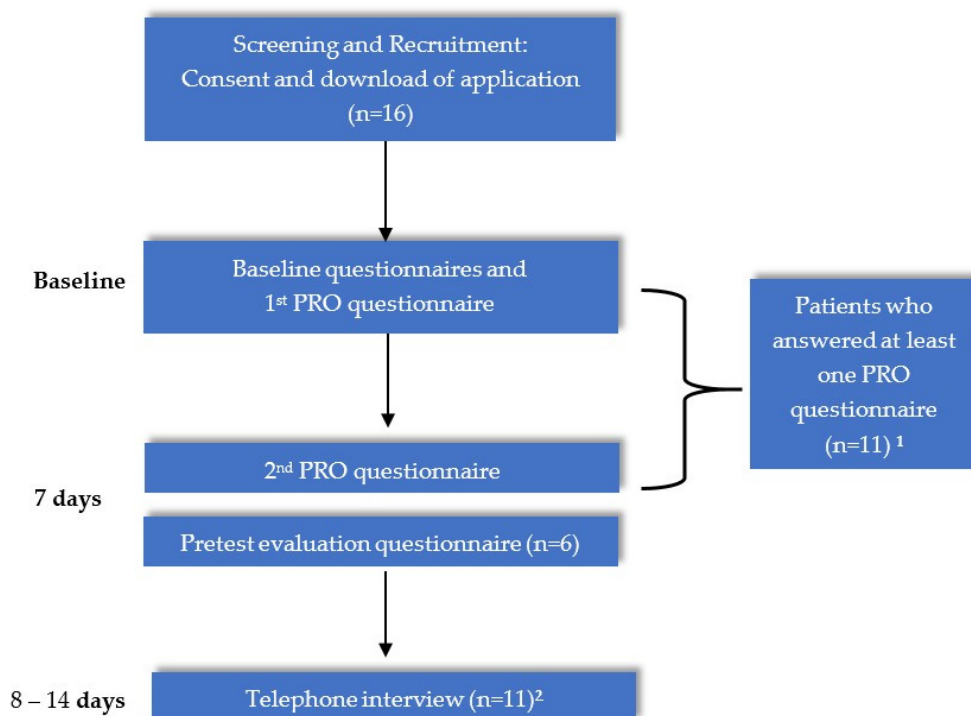 Screening and Recruitment:
Consent and download of application
(n=16)
Baseline
Baseline questionnaires and
1st PRO questionnaire
Patients who
answered at least
one PRO
questionnaire
(n=11) 1
2nd PRO questionnaire
7 days
Pretest evaluation questionnaire (n=6)
8 – 14 days
Telephone interview (n=11)2